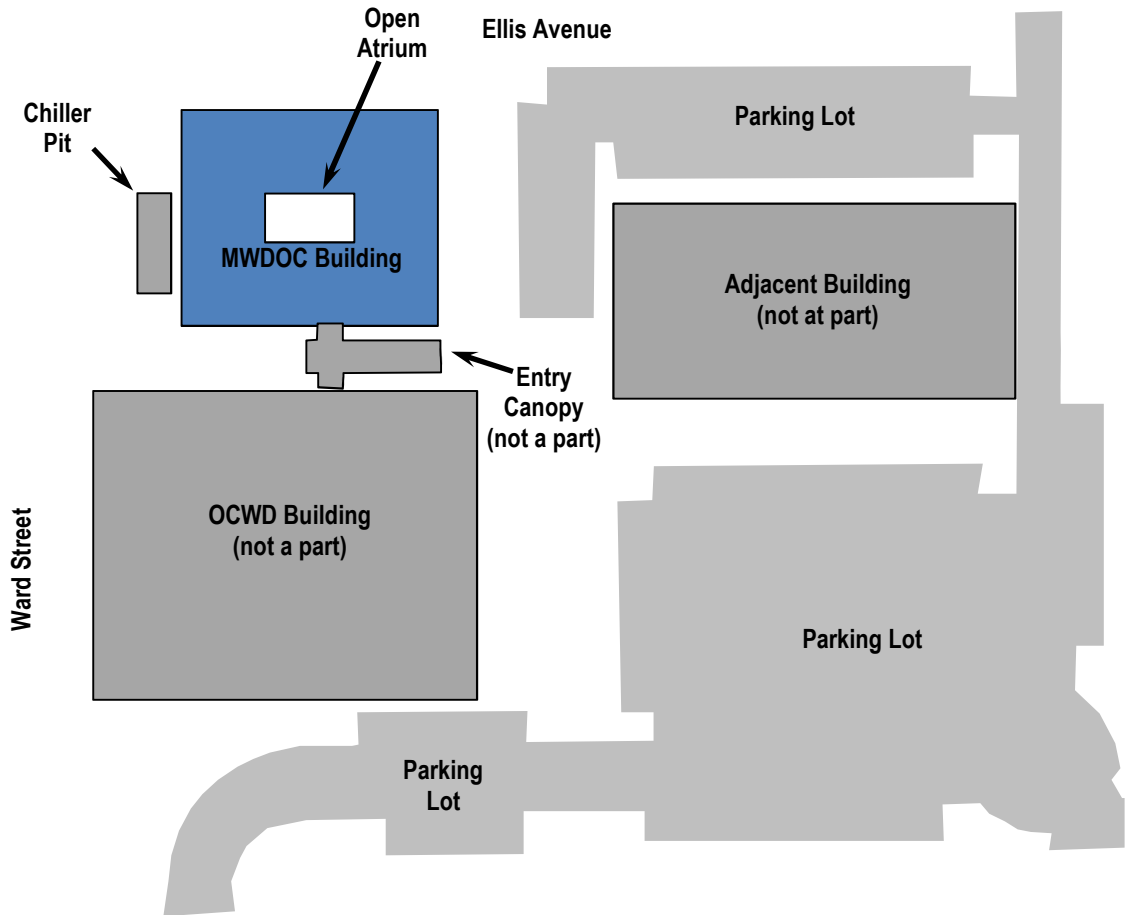 Open
Atrium
Ellis Avenue
Chiller
Pit
Parking Lot
MWDOC Building
Adjacent Building
(not at part)
Entry
Canopy
(not a part)
OCWD Building
(not a part)
Ward Street
Parking Lot
Parking
Lot